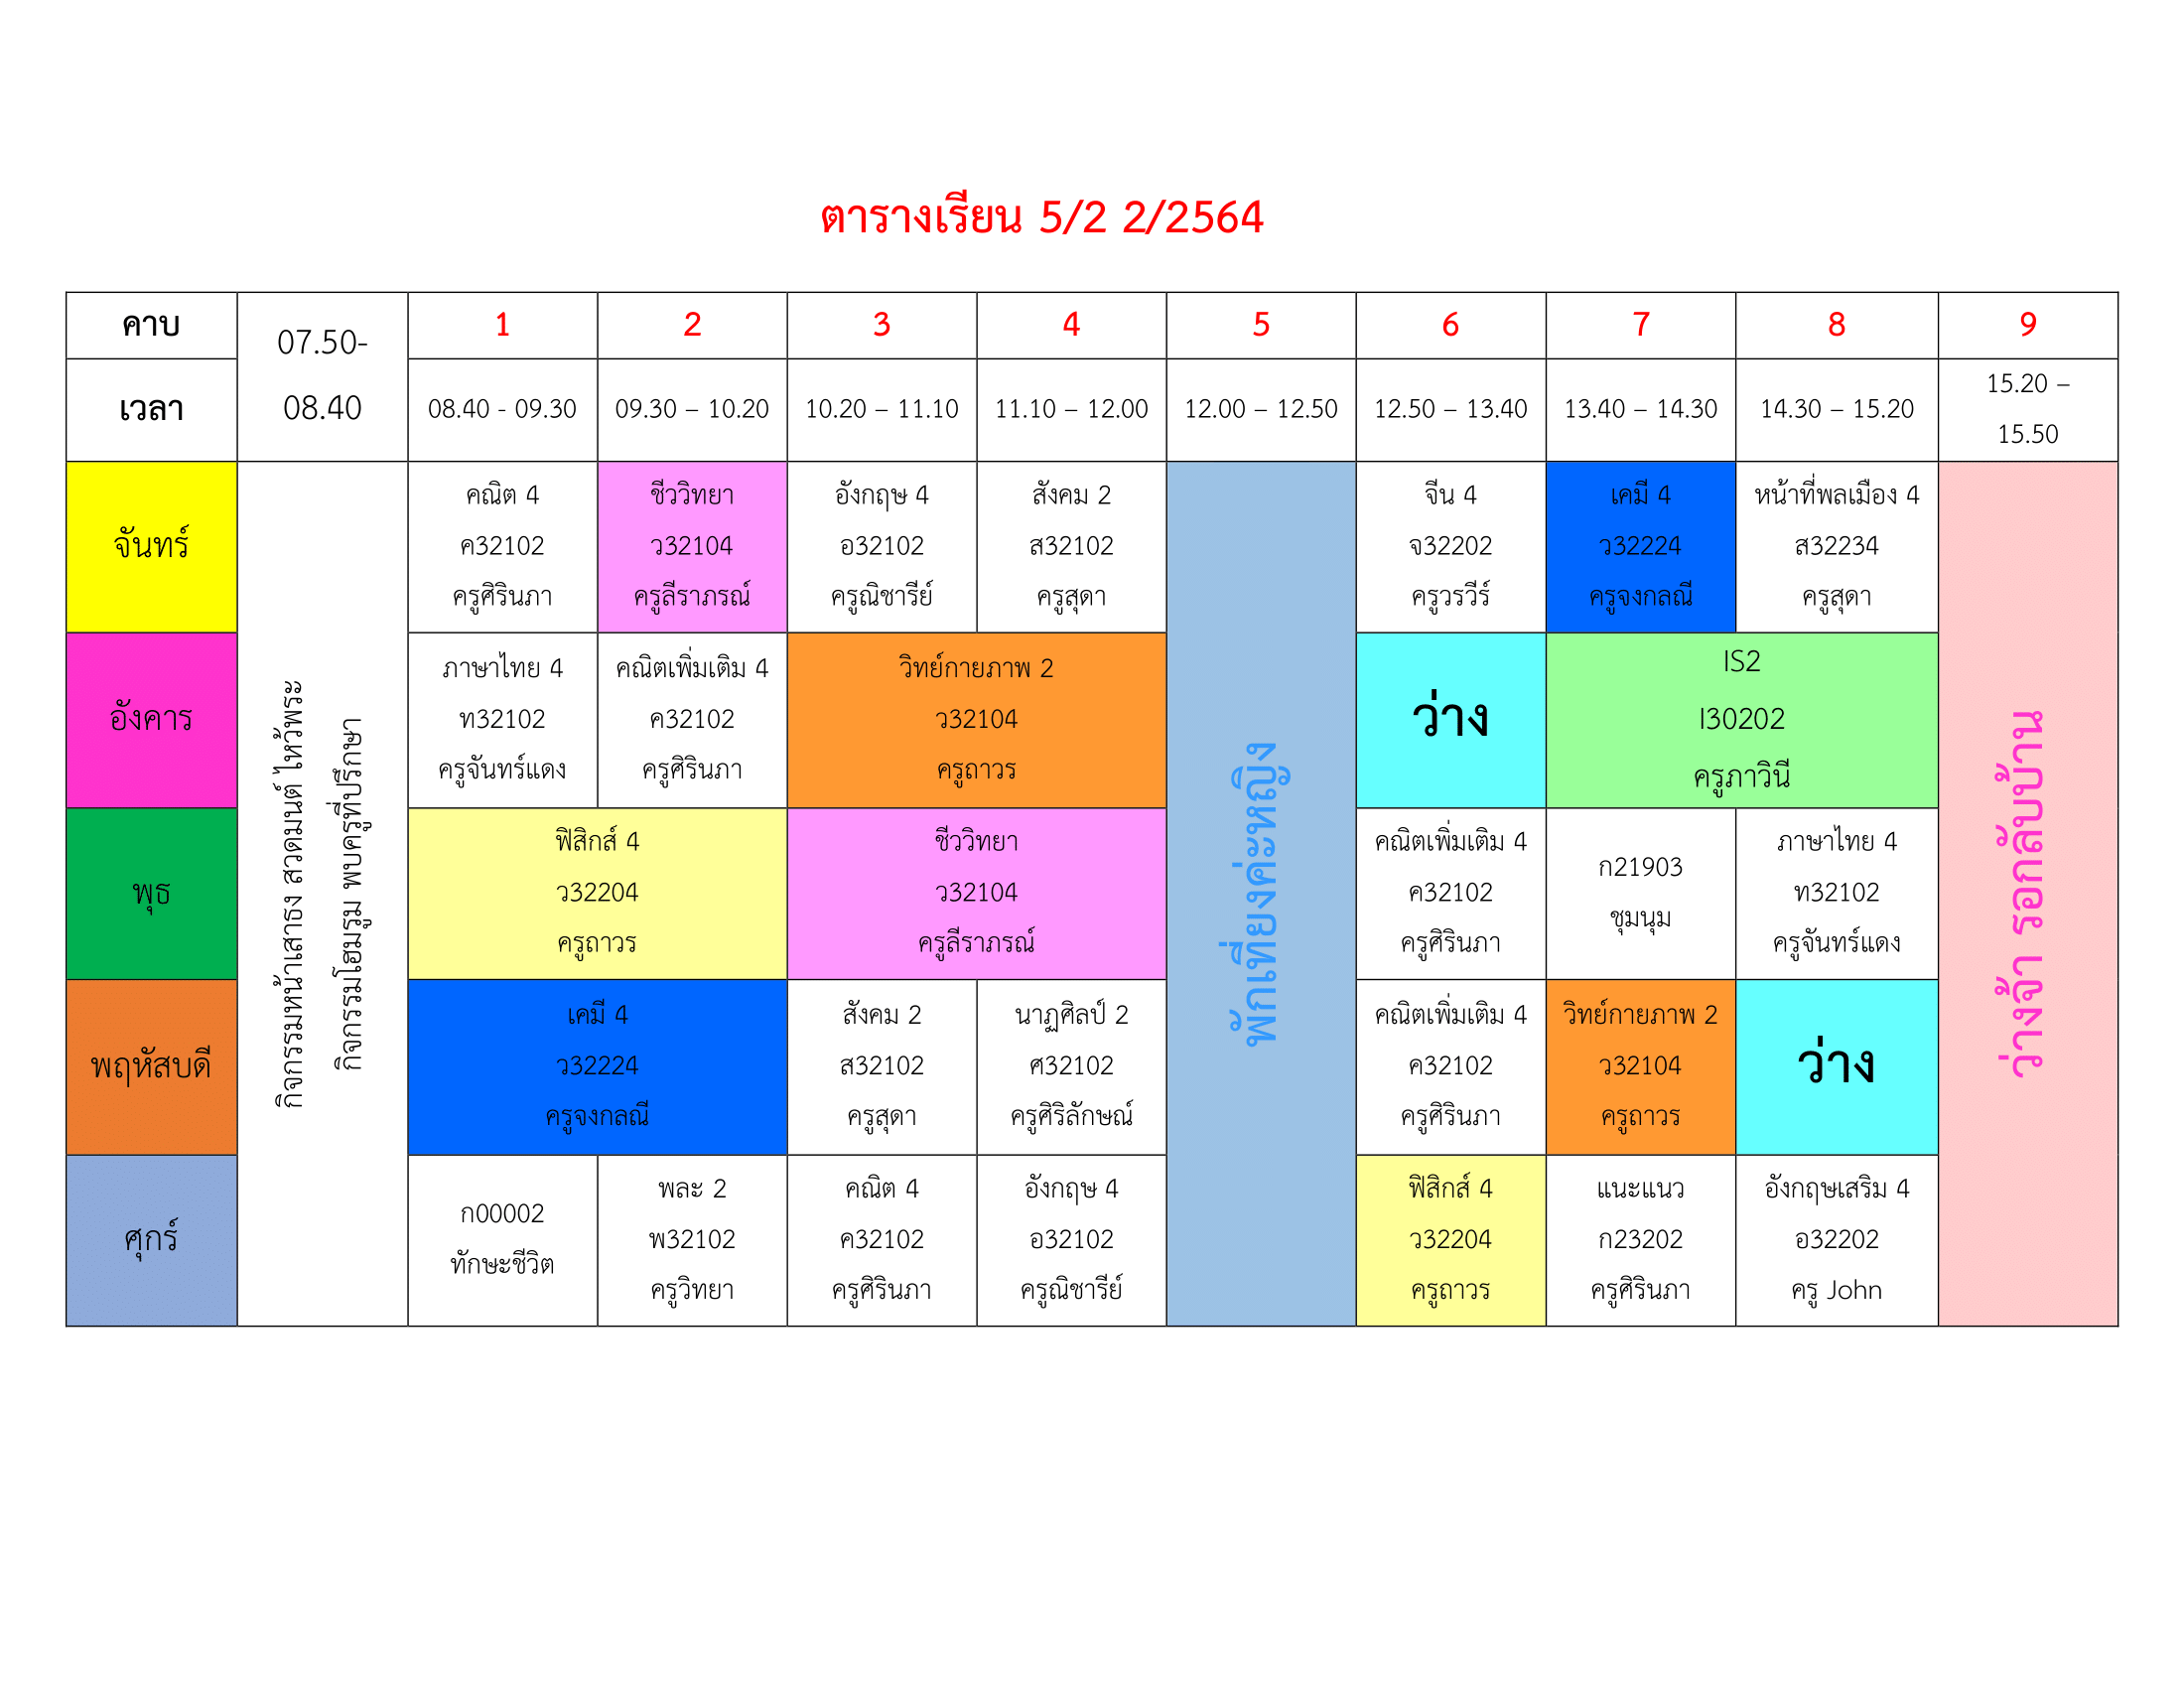 ตารางเรียน 5/2 2/2564
คาบ
07.50-
08.40
1
2
3
4
5
6
7
8
9
เวลา
08.40 - 09.30
09.30 – 10.20
10.20 – 11.10
11.10 – 12.00
12.00 – 12.50
12.50 – 13.40
13.40 – 14.30
14.30 – 15.20
15.20 –
15.50
จันทร์
กิจกรรมหน้าเสาธง สวดมนต์ ไหว้พระ
กิจกรรมโฮมรูม พบครูที่ปรึกษา
คณิต 4
ค32102
ครูศิรินภา
ชีววิทยา
ว32104
ครูลีราภรณ์
อังกฤษ 4
อ32102
ครูณิชารีย์
สังคม 2
ส32102
ครูสุดา
พักเที่ยงค่ะหญิง
จีน 4
จ32202
ครูวรวีร์
เคมี 4
ว32224
ครูจงกลณี
หน้าที่พลเมือง 4
ส32234
ครูสุดา
ว่างจ้า รอกลับบ้าน
อังคาร
ภาษาไทย 4
ท32102
ครูจันทร์แดง
คณิตเพิ่มเติม 4
ค32102
ครูศิรินภา
วิทย์กายภาพ 2
ว32104
ครูถาวร
ว่าง
IS2
I30202
ครูภาวินี
พุธ
ฟิสิกส์ 4
ว32204
ครูถาวร
ชีววิทยา
ว32104
ครูลีราภรณ์
คณิตเพิ่มเติม 4
ค32102
ครูศิรินภา
ก21903
ชุมนุม
ภาษาไทย 4
ท32102
ครูจันทร์แดง
พฤหัสบดี
เคมี 4
ว32224
ครูจงกลณี
สังคม 2
ส32102
ครูสุดา
นาฏศิลป์ 2
ศ32102
ครูศิริลักษณ์
คณิตเพิ่มเติม 4
ค32102
ครูศิรินภา
วิทย์กายภาพ 2
ว32104
ครูถาวร
ว่าง
ศุกร์
ก00002
ทักษะชีวิต
พละ 2
พ32102
ครูวิทยา
คณิต 4
ค32102
ครูศิรินภา
อังกฤษ 4
อ32102
ครูณิชารีย์
ฟิสิกส์ 4
ว32204
ครูถาวร
แนะแนว
ก23202
ครูศิรินภา
อังกฤษเสริม 4
อ32202
ครู John